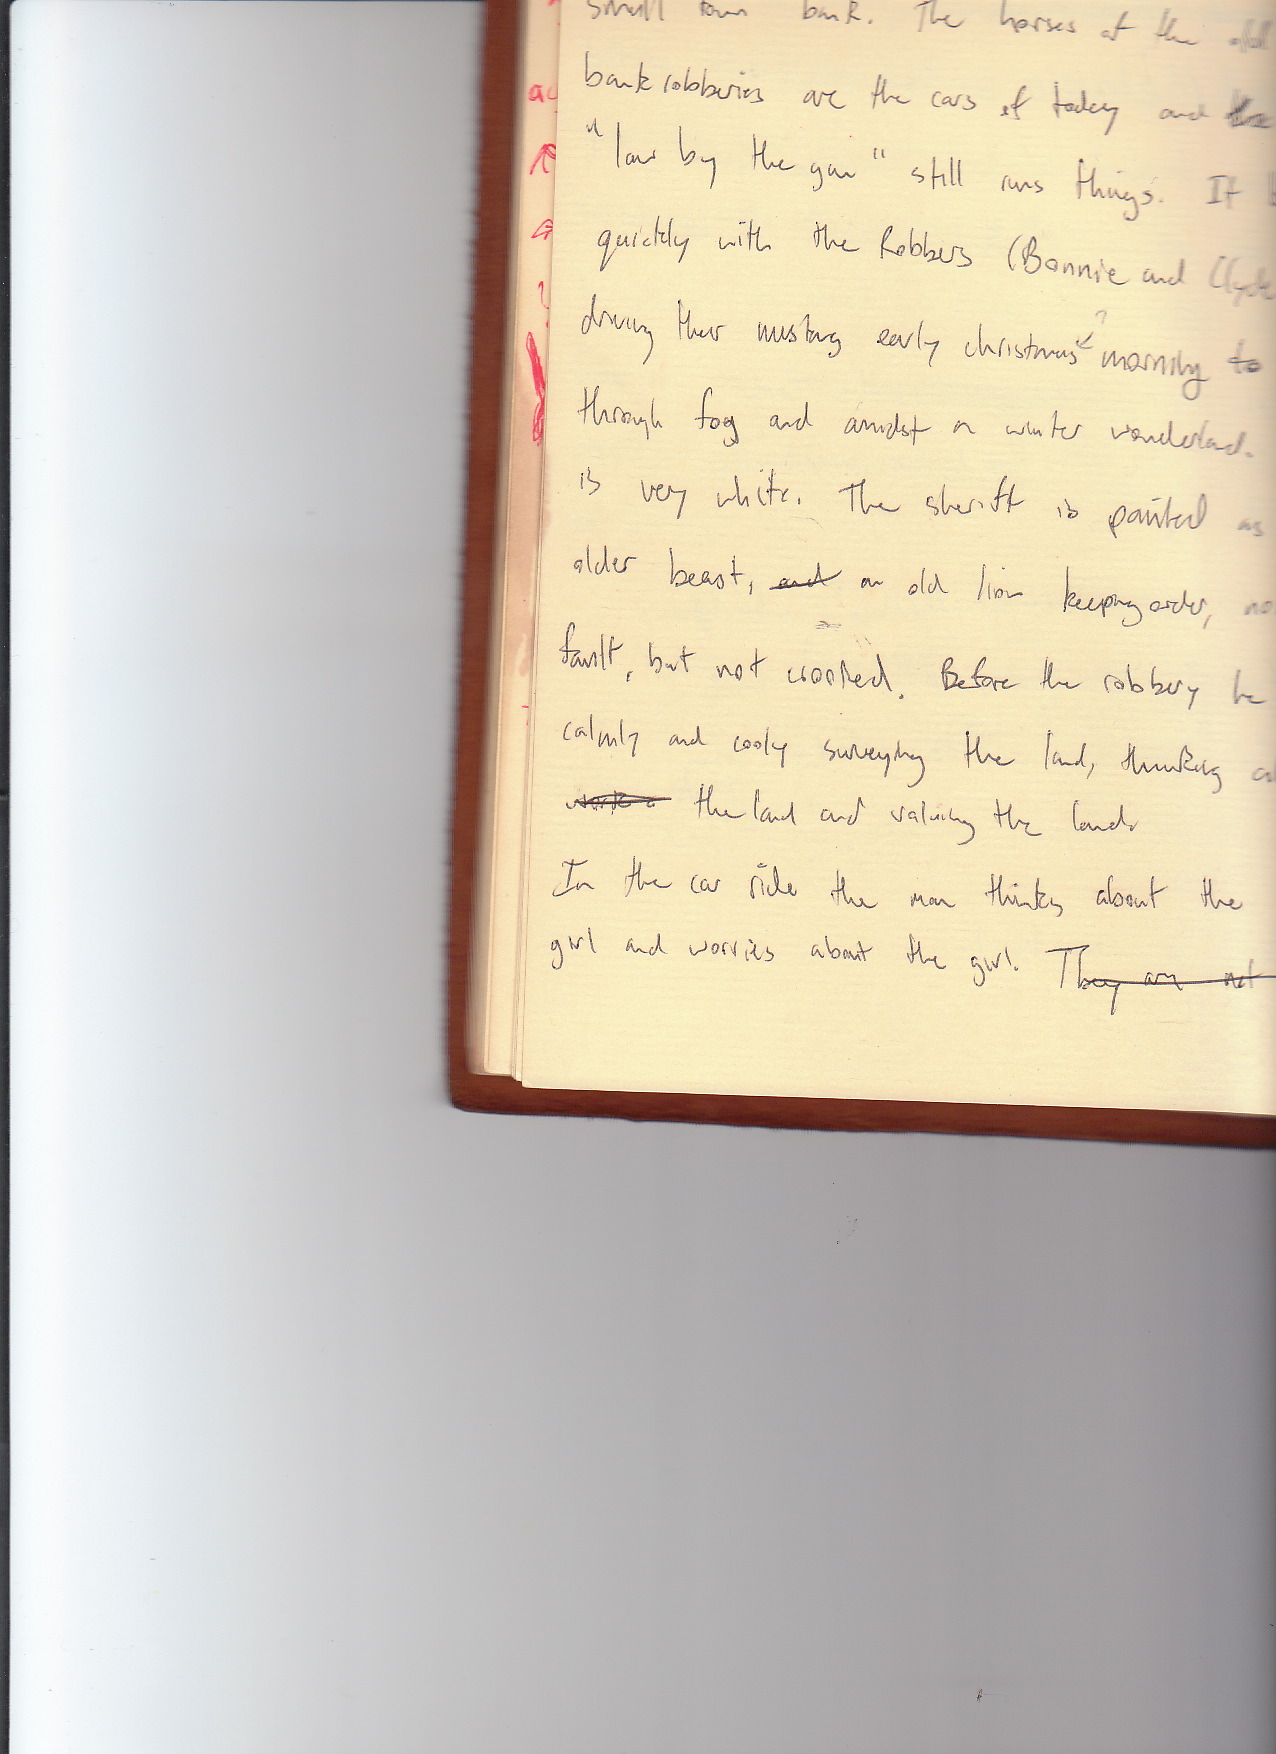 small town bank. The horses at the old
bank robberies are the cars of today and the
"law by the gun" still runs things. It
quickly with the Robbers (Bonnie and Clyde
driving their mustang early christmas ? morning to
through fog and amidst a winter wonderland.
is very white. The sheriff is painted as
older beast, and an old lion keeping order, no
fault, but not crooked. Before the robbery he
calmly and cooly surveying the land, thinking
work a the land and valuing the land.
In the car ride the man thinks about the
girl and worries about the girl. They are not